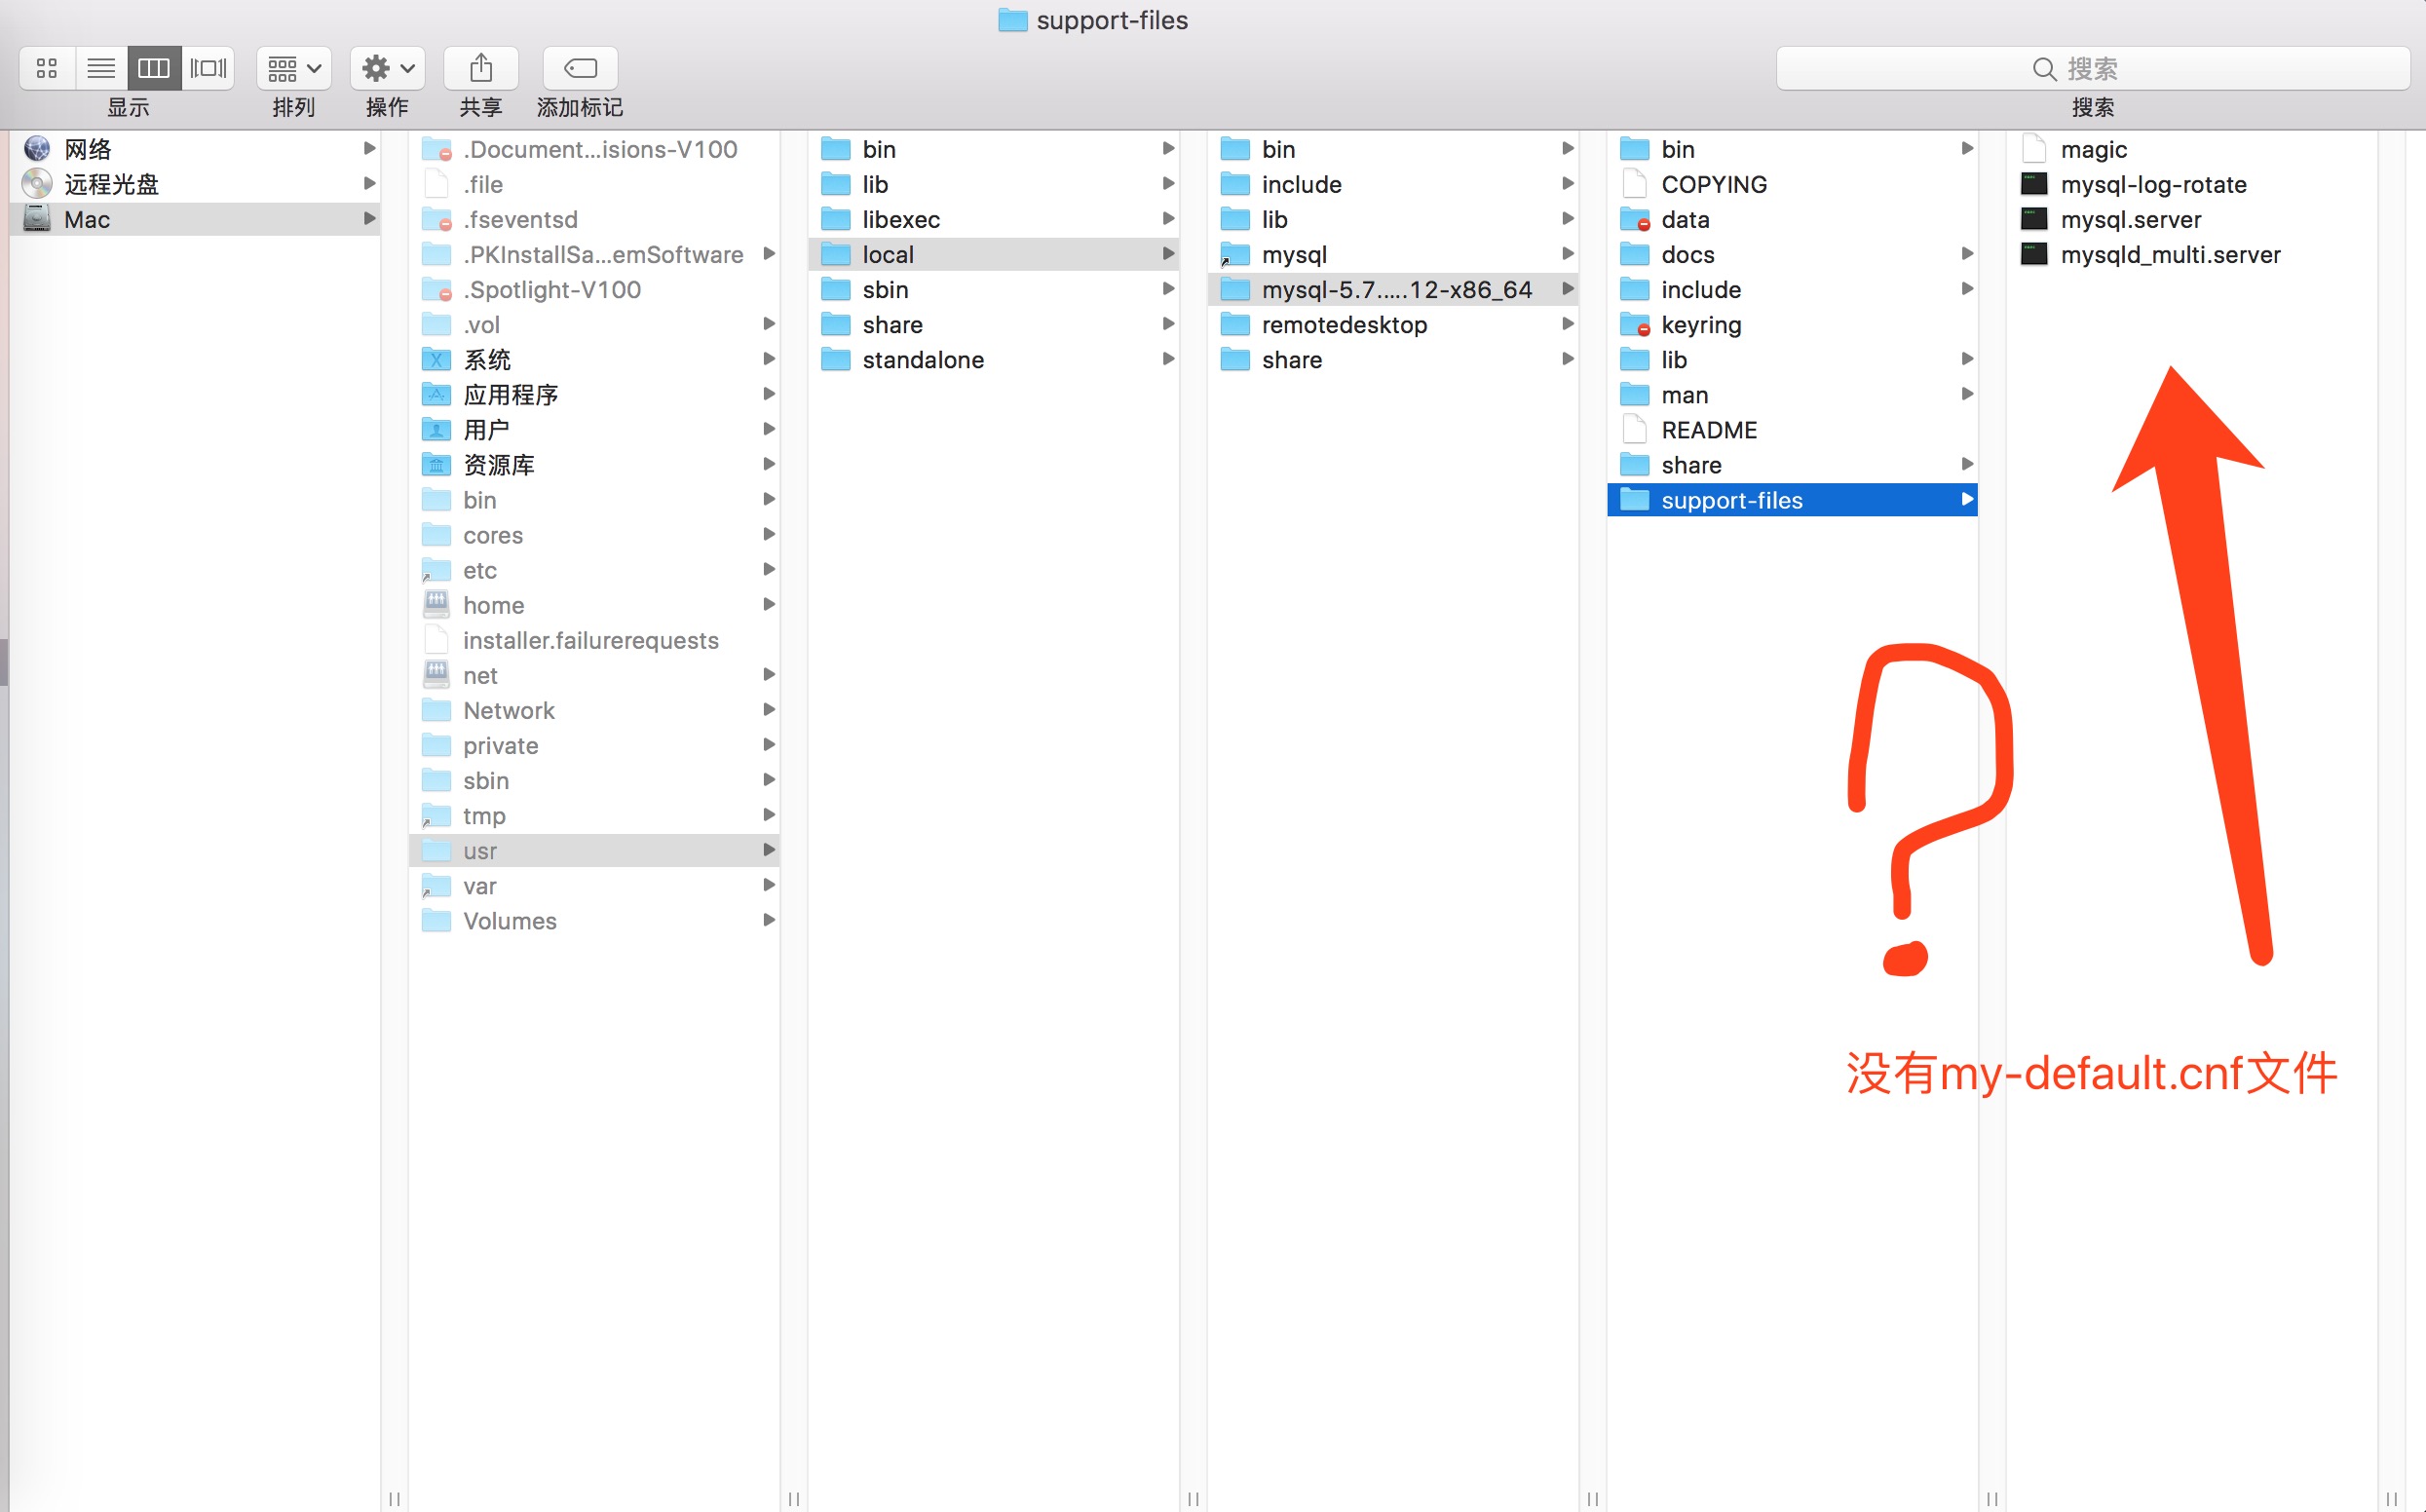 support-files
显示
排列
操作
共享
添加标记
搜索
搜索
网络
远程光盘
Mac
.Document...isions-V100
.file
.fseventsd
.PKInstallSa...emSoftware
.Spotlight-V100
.vol
系统
应用程序
用户
资源库
bin
cores
etc
home
installer.failurerequests
net
Network
private
sbin
tmp
usr
var
Volumes
bin
lib
libexec
local
sbin
share
standalone
bin
include
lib
mysql
mysql-5.7.....12-x86_64
remotedesktop
share
bin
COPYING
data
docs
include
keyring
lib
man
README
share
support-files
magic
mysql-log-rotate
mysql.server
mysqld_multi.server
?
没有my-default.cnf文件